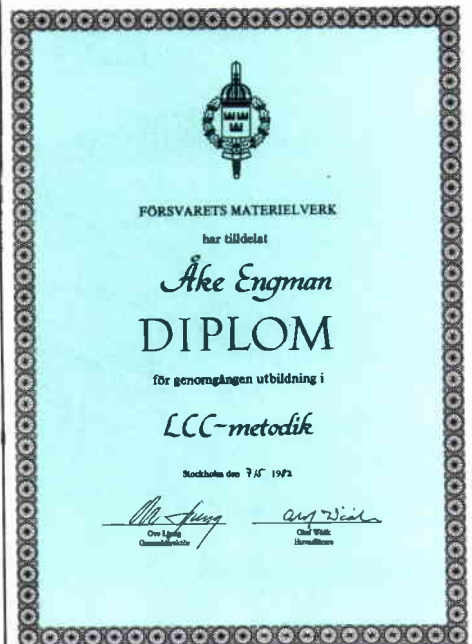 FÖRSVARETS MATERIELVERK
har tilldelat
Åke Engman
DIPLOM
för genomgången utbildning i
LCC-metodik
Stockholm den 7/5 1982
Ove Ljung
Generaldirektör
Olof Wååk
Huvudlärare